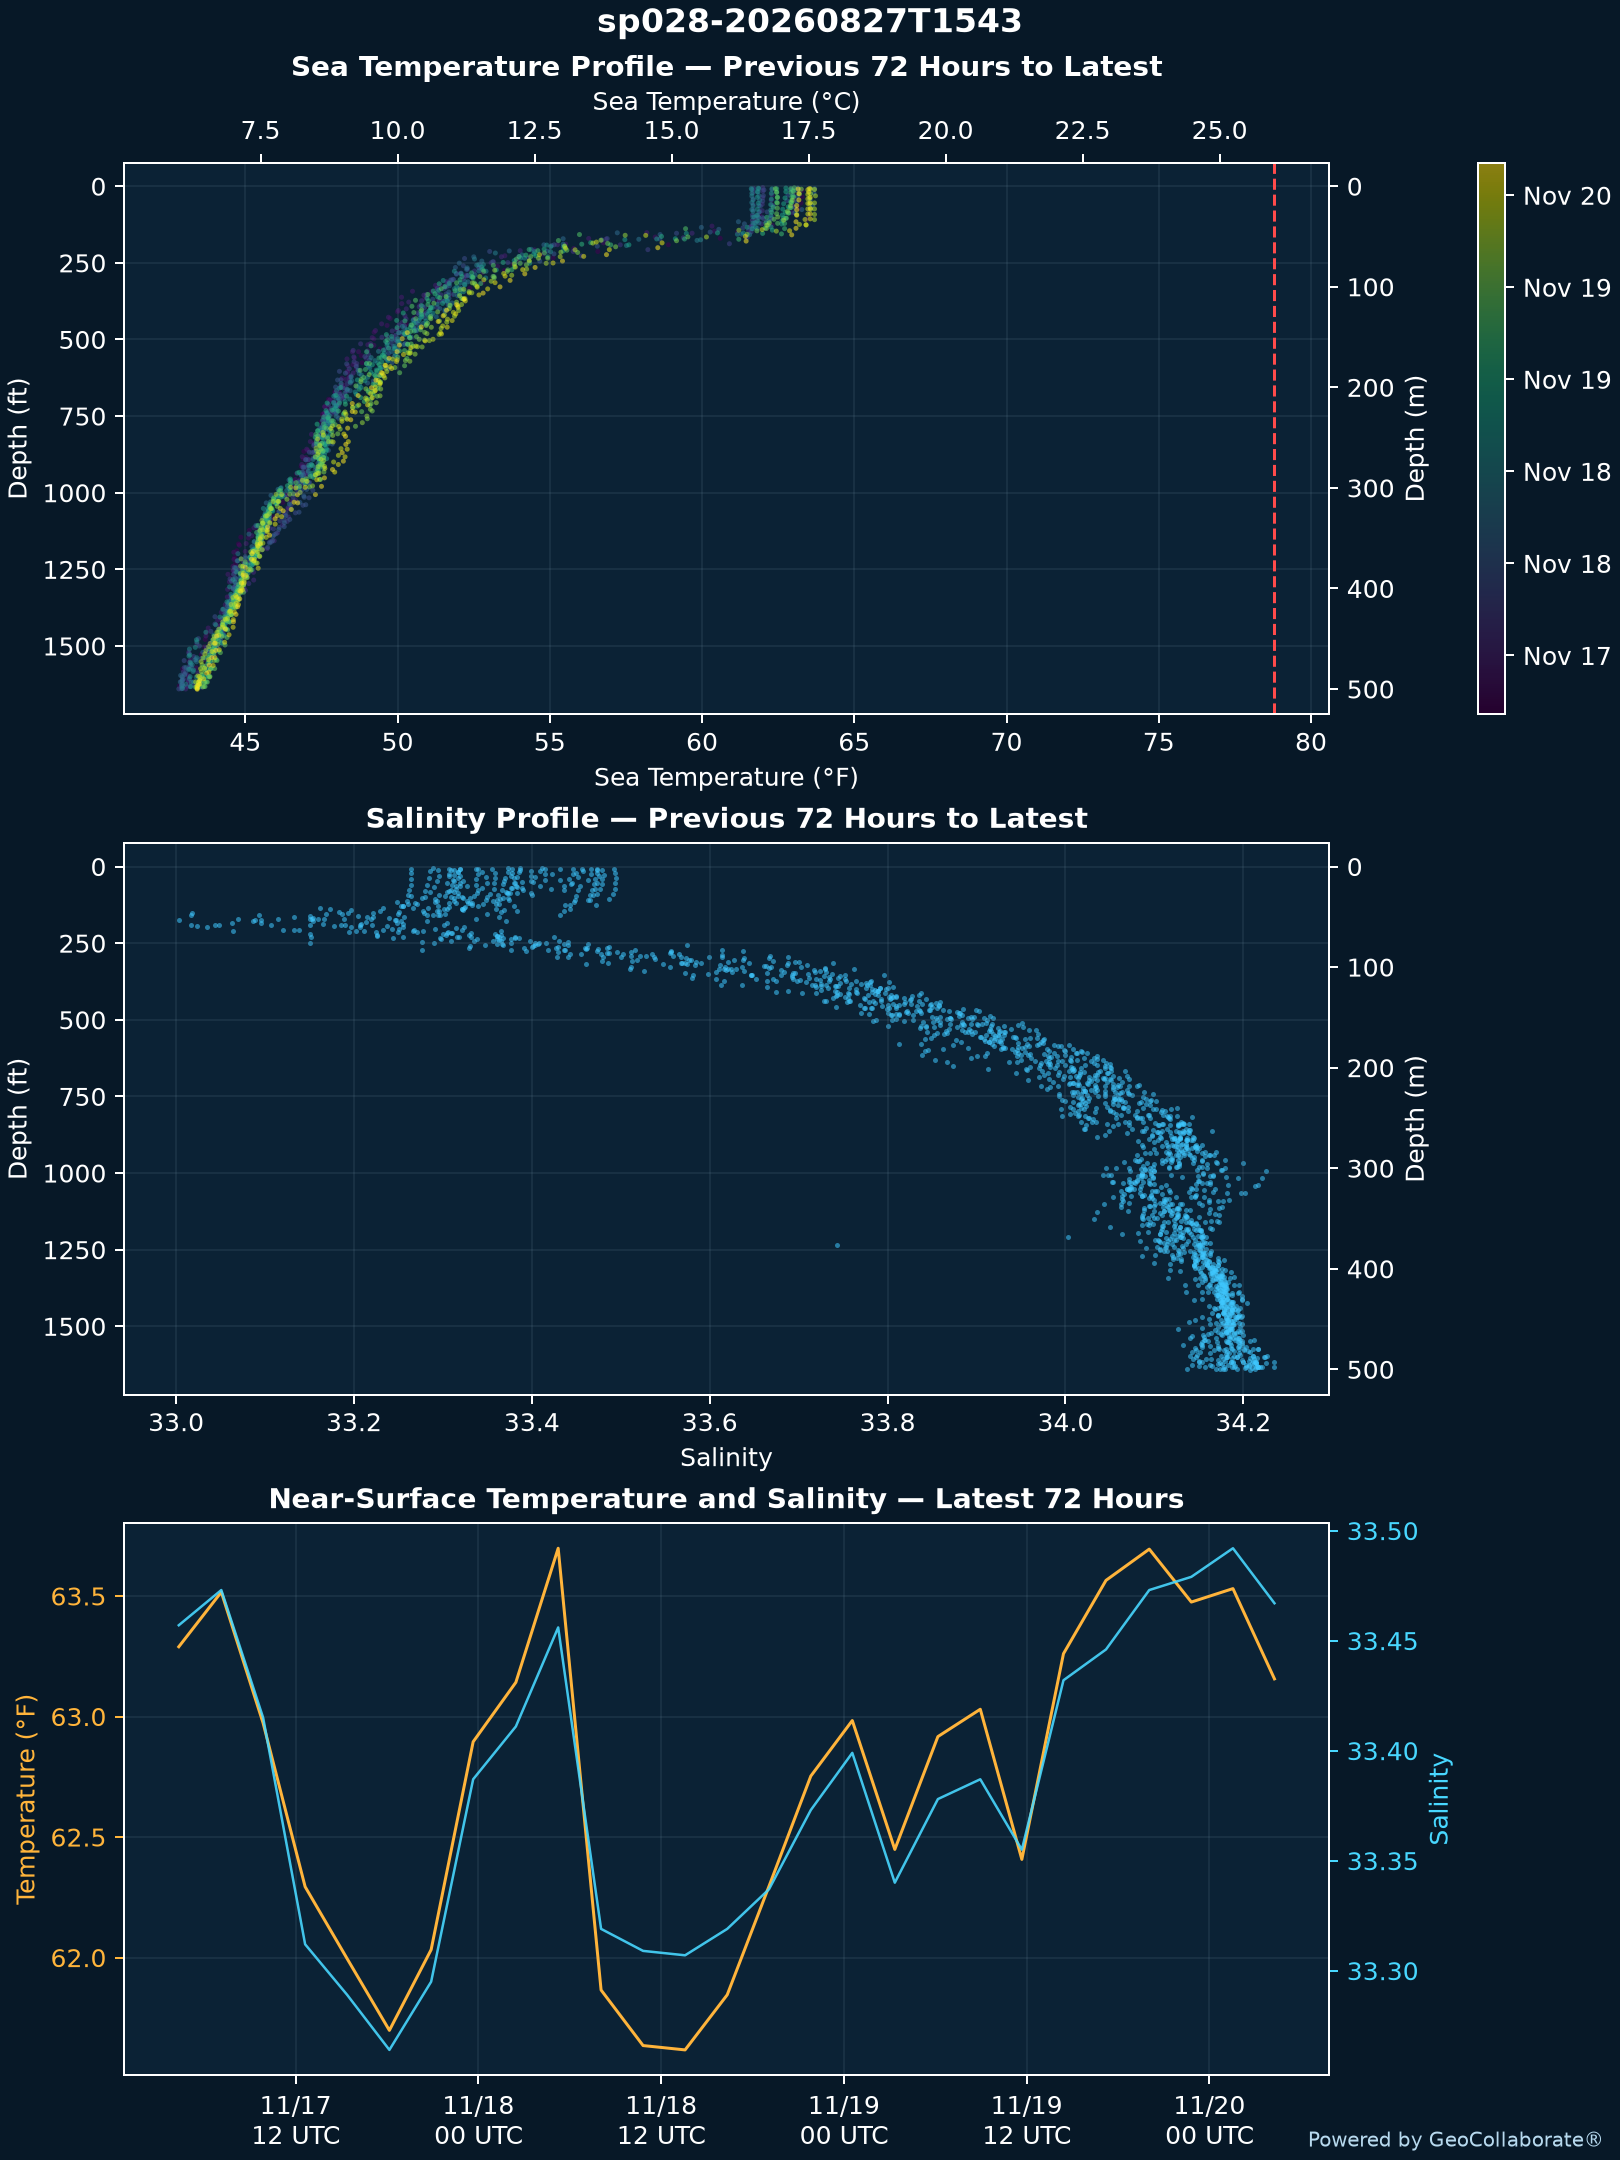 sp028-20260827T1543
Sea Temperature Profile — Previous 72 Hours to Latest
Sea Temperature (°C)
7.5 10.0 12.5 15.0 17.5 20.0 22.5 25.0
0
250
500
750
1000
1250
1500
Depth (ft)
0
100
200
300
400
500
Depth (m)
Nov 20
Nov 19
Nov 19
Nov 18
Nov 18
Nov 17
45 50 55 60 65 70 75 80
Sea Temperature (°F)
Salinity Profile — Previous 72 Hours to Latest
0
250
500
750
1000
1250
1500
Depth (ft)
0
100
200
300
400
500
Depth (m)
33.0 33.2 33.4 33.6 33.8 34.0 34.2
Salinity
Near-Surface Temperature and Salinity — Latest 72 Hours
63.5
63.0
62.5
62.0
Temperature (°F)
33.50
33.45
33.40
33.35
33.30
Salinity
11/17 11/18 11/18 11/19 11/19 11/20
12 UTC 00 UTC 12 UTC 00 UTC 12 UTC 00 UTC
Powered by GeoCollaborate®